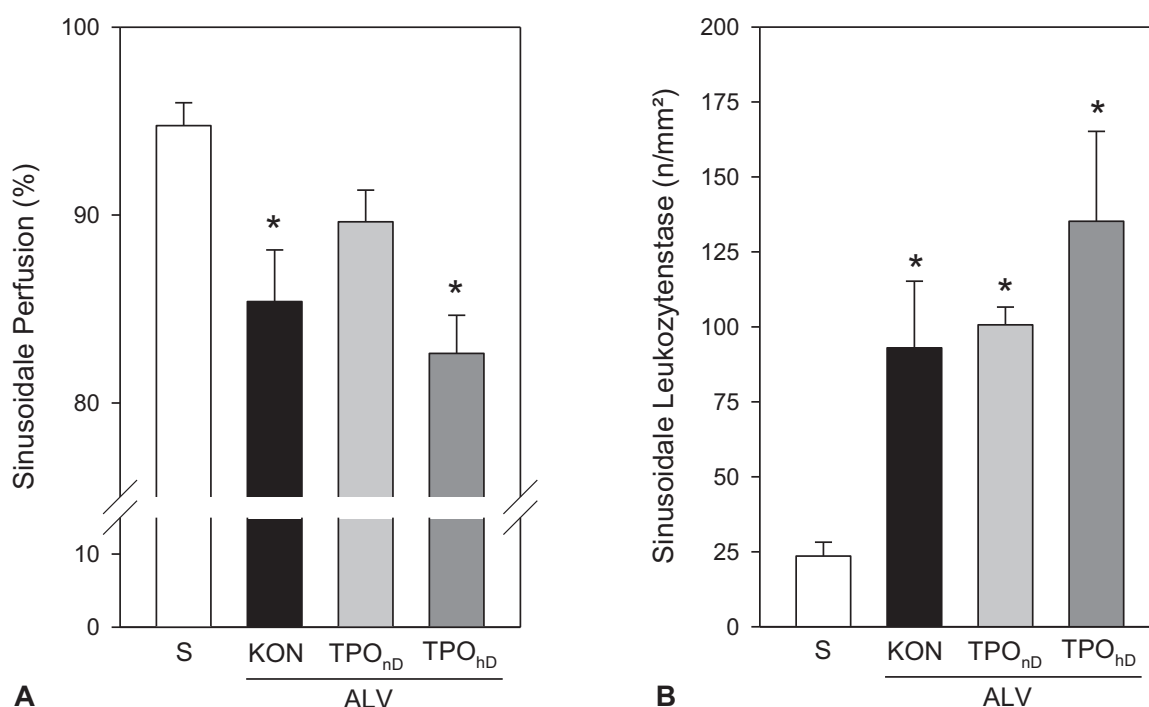 Sinusoidale Perfusion (%)
100
90
80
10
0
*
*
S KON TPOnD TPOhD
ALV
A
Sinusoidale Leukozytenstase (n/mm²)
200
175
150
125
100
75
50
25
0
*
*
*
S KON TPOnD TPOhD
ALV
B